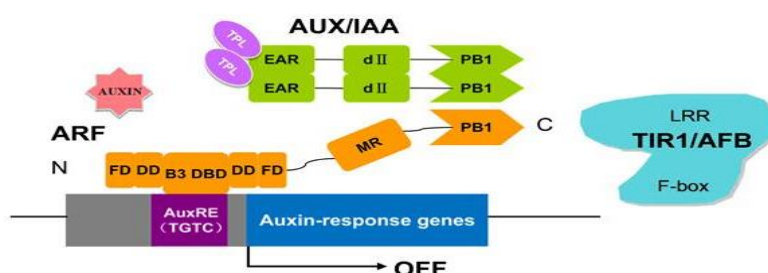 AUX/IAA
TPL
TPL
EAR dⅡ PB1
EAR dⅡ PB1
AUXIN
ARF
N
FD DD B3 DBD DD FD
MR
PB1
C
LRR
TIR1/AFB
F-box
AuxRE
(TGTC)
Auxin-response genes
OFF